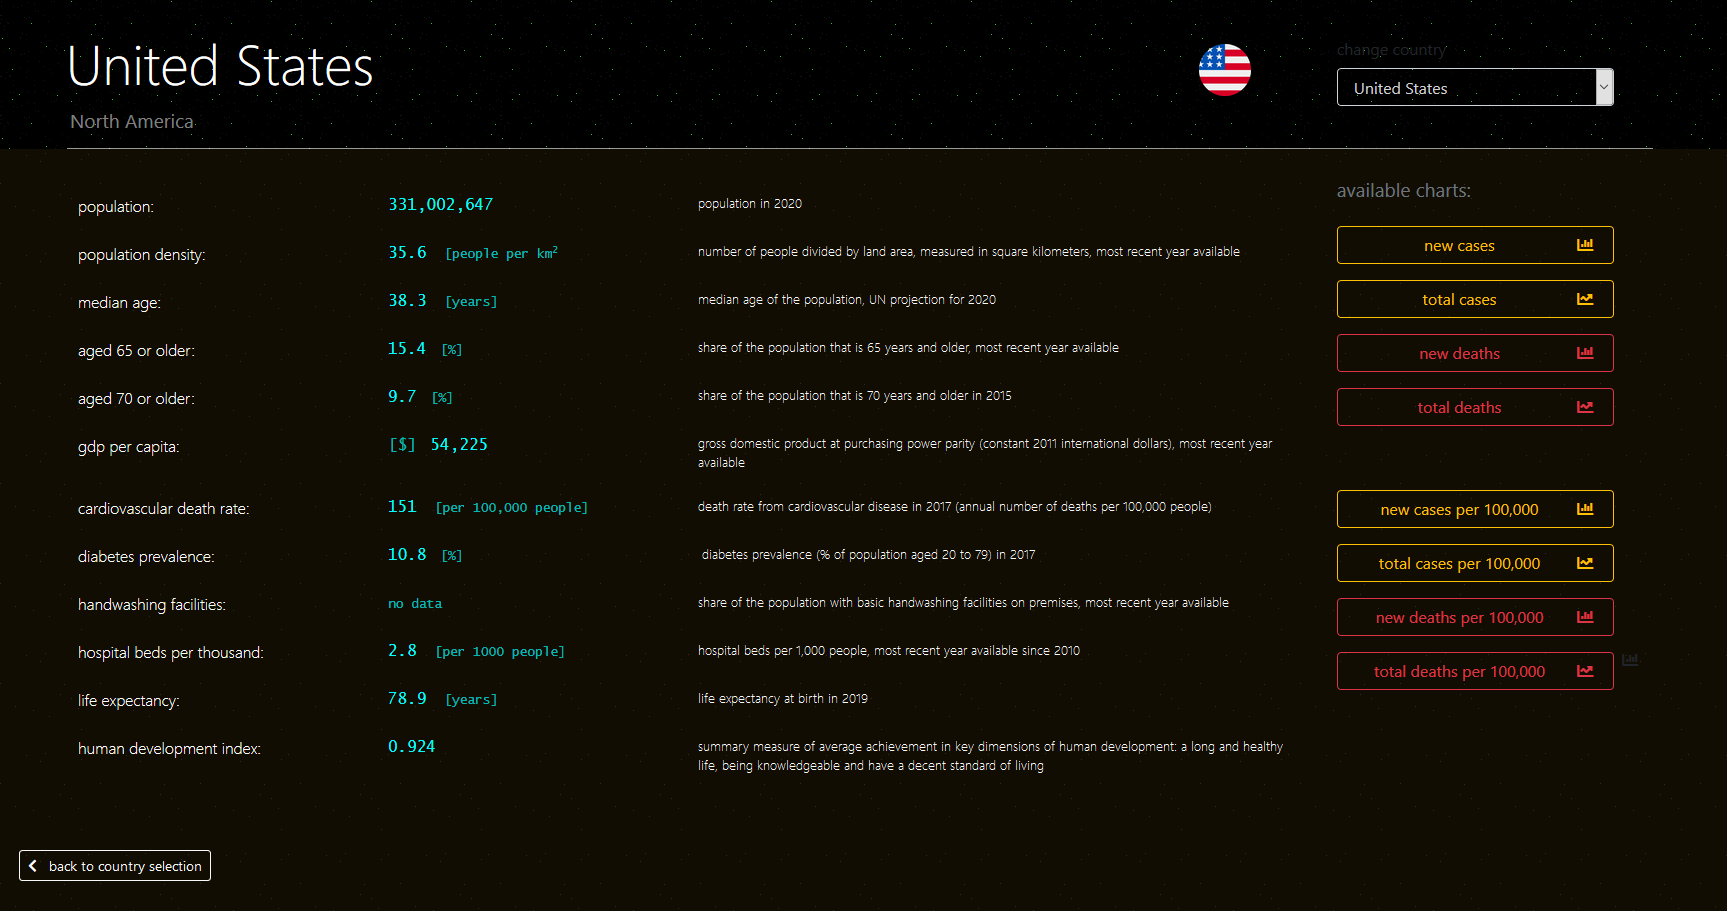 United States
North America
change country
United States
population:
331,002,647
population in 2020
population density:
35.6 [people per km²
number of people divided by land area, measured in square kilometers, most recent year available
median age:
38.3 [years]
median age of the population, UN projection for 2020
aged 65 or older:
15.4 [%]
share of the population that is 65 years and older, most recent year available
aged 70 or older:
9.7 [%]
share of the population that is 70 years and older in 2015
gdp per capita:
[$] 54,225
gross domestic product at purchasing power parity (constant 2011 international dollars), most recent year
available
cardiovascular death rate:
151 [per 100,000 people]
death rate from cardiovascular disease in 2017 (annual number of deaths per 100,000 people)
diabetes prevalence:
10.8 [%]
diabetes prevalence (% of population aged 20 to 79) in 2017
handwashing facilities:
no data
share of the population with basic handwashing facilities on premises, most recent year available
hospital beds per thousand:
2.8 [per 1000 people]
hospital beds per 1,000 people, most recent year available since 2010
life expectancy:
78.9 [years]
life expectancy at birth in 2019
human development index:
0.924
summary measure of average achievement in key dimensions of human development: a long and healthy
life, being knowledgeable and have a decent standard of living
available charts:
new cases
total cases
new deaths
total deaths
new cases per 100,000
total cases per 100,000
new deaths per 100,000
total deaths per 100,000
back to country selection